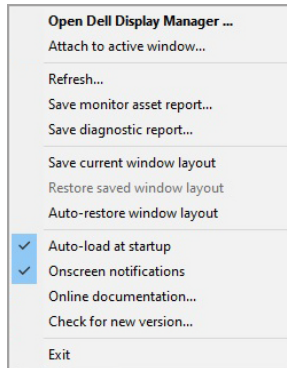 Open Dell Display Manager ...
Attach to active window...
Refresh...
Save monitor asset report...
Save diagnostic report...
Save current window layout
Restore saved window layout
Auto-restore window layout
Auto-load at startup
Onscreen notifications
Online documentation...
Check for new version...
Exit